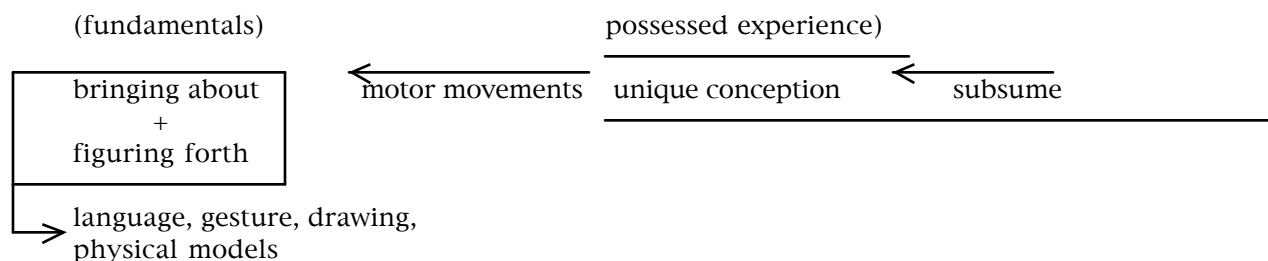 (fundamentals) possessed experience)
bringing about motor movements unique conception subsume
+
figuring forth
language, gesture, drawing,
physical models